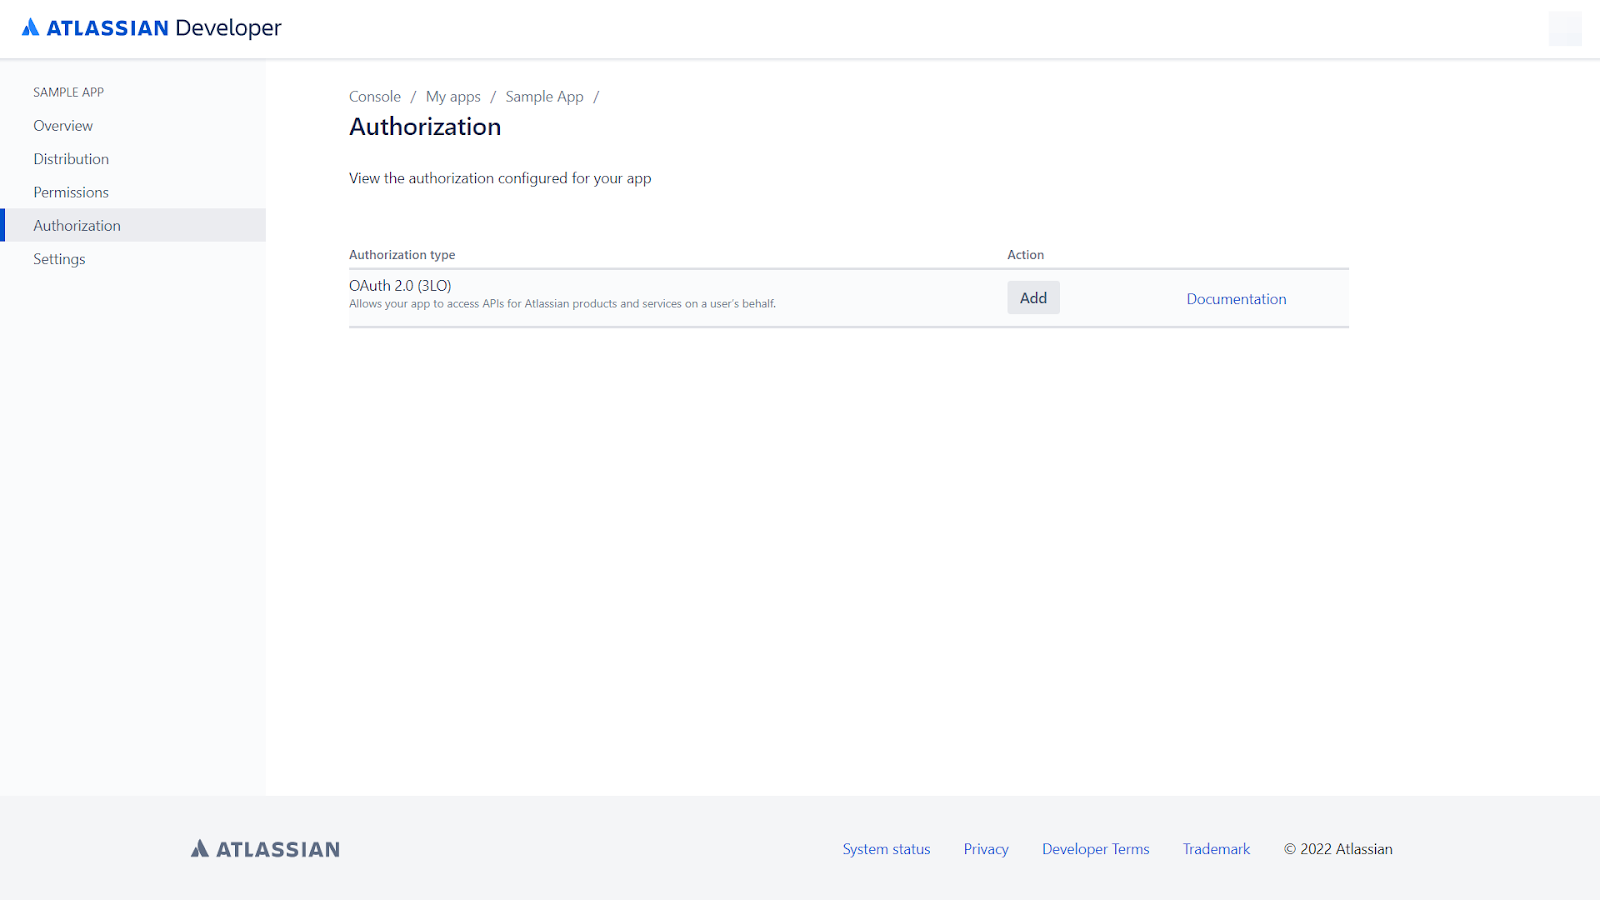 ATLASSIAN Developer
SAMPLE APP
Overview
Distribution
Permissions
Authorization
Settings
Console / My apps / Sample App /
Authorization
View the authorization configured for your app
Authorization type Action
OAuth 2.0 (3LO)
Allows your app to access APIs for Atlassian products and services on a user's behalf.
Add Documentation
ATLASSIAN System status Privacy Developer Terms Trademark © 2022 Atlassian